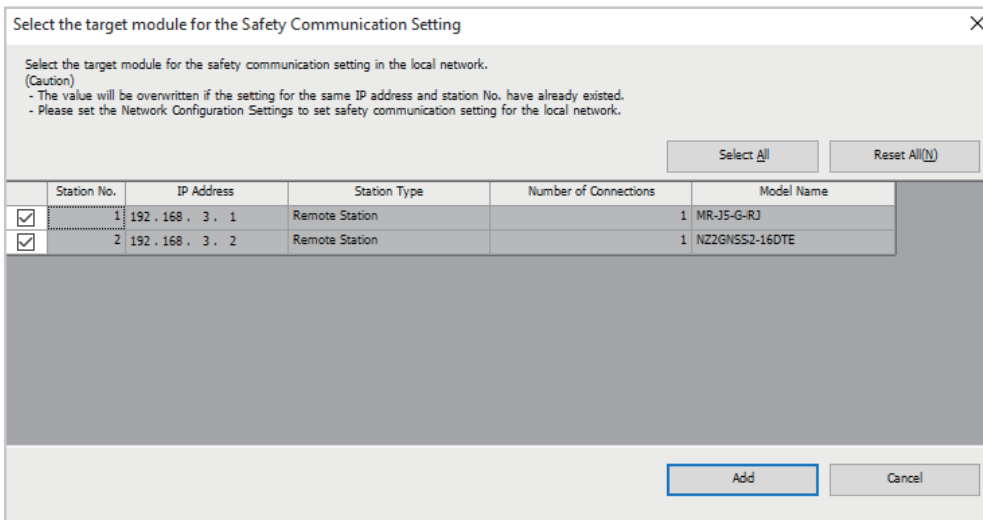 Select the target module for the Safety Communication Setting
Select the target module for the safety communication setting in the local network.
(Caution)
- The value will be overwritten if the setting for the same IP address and station No. have already existed.
- Please set the Network Configuration Settings to set safety communication setting for the local network.
Select All Reset All(N)
Station No. IP Address Station Type Number of Connections Model Name
1 192 . 168 . 3 . 1 Remote Station 1 MR-J5-G-RJ
2 192 . 168 . 3 . 2 Remote Station 1 NZ2GNSS2-16DTE
Add Cancel